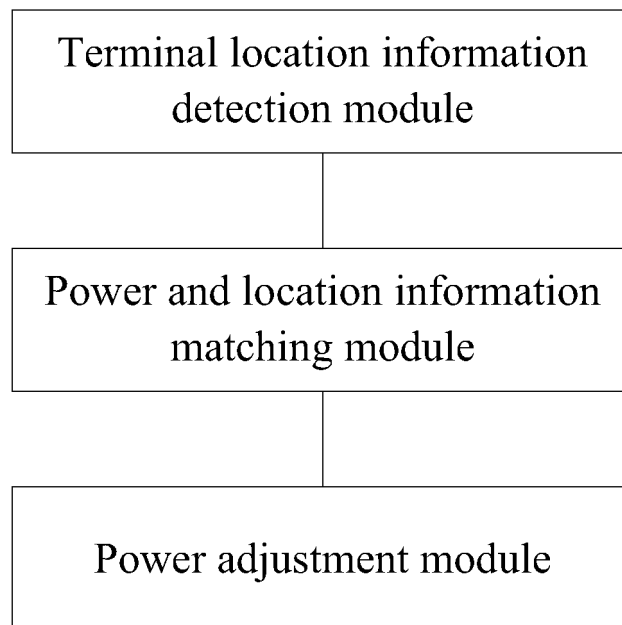 Terminal location information
detection module
Power and location information
matching module
Power adjustment module